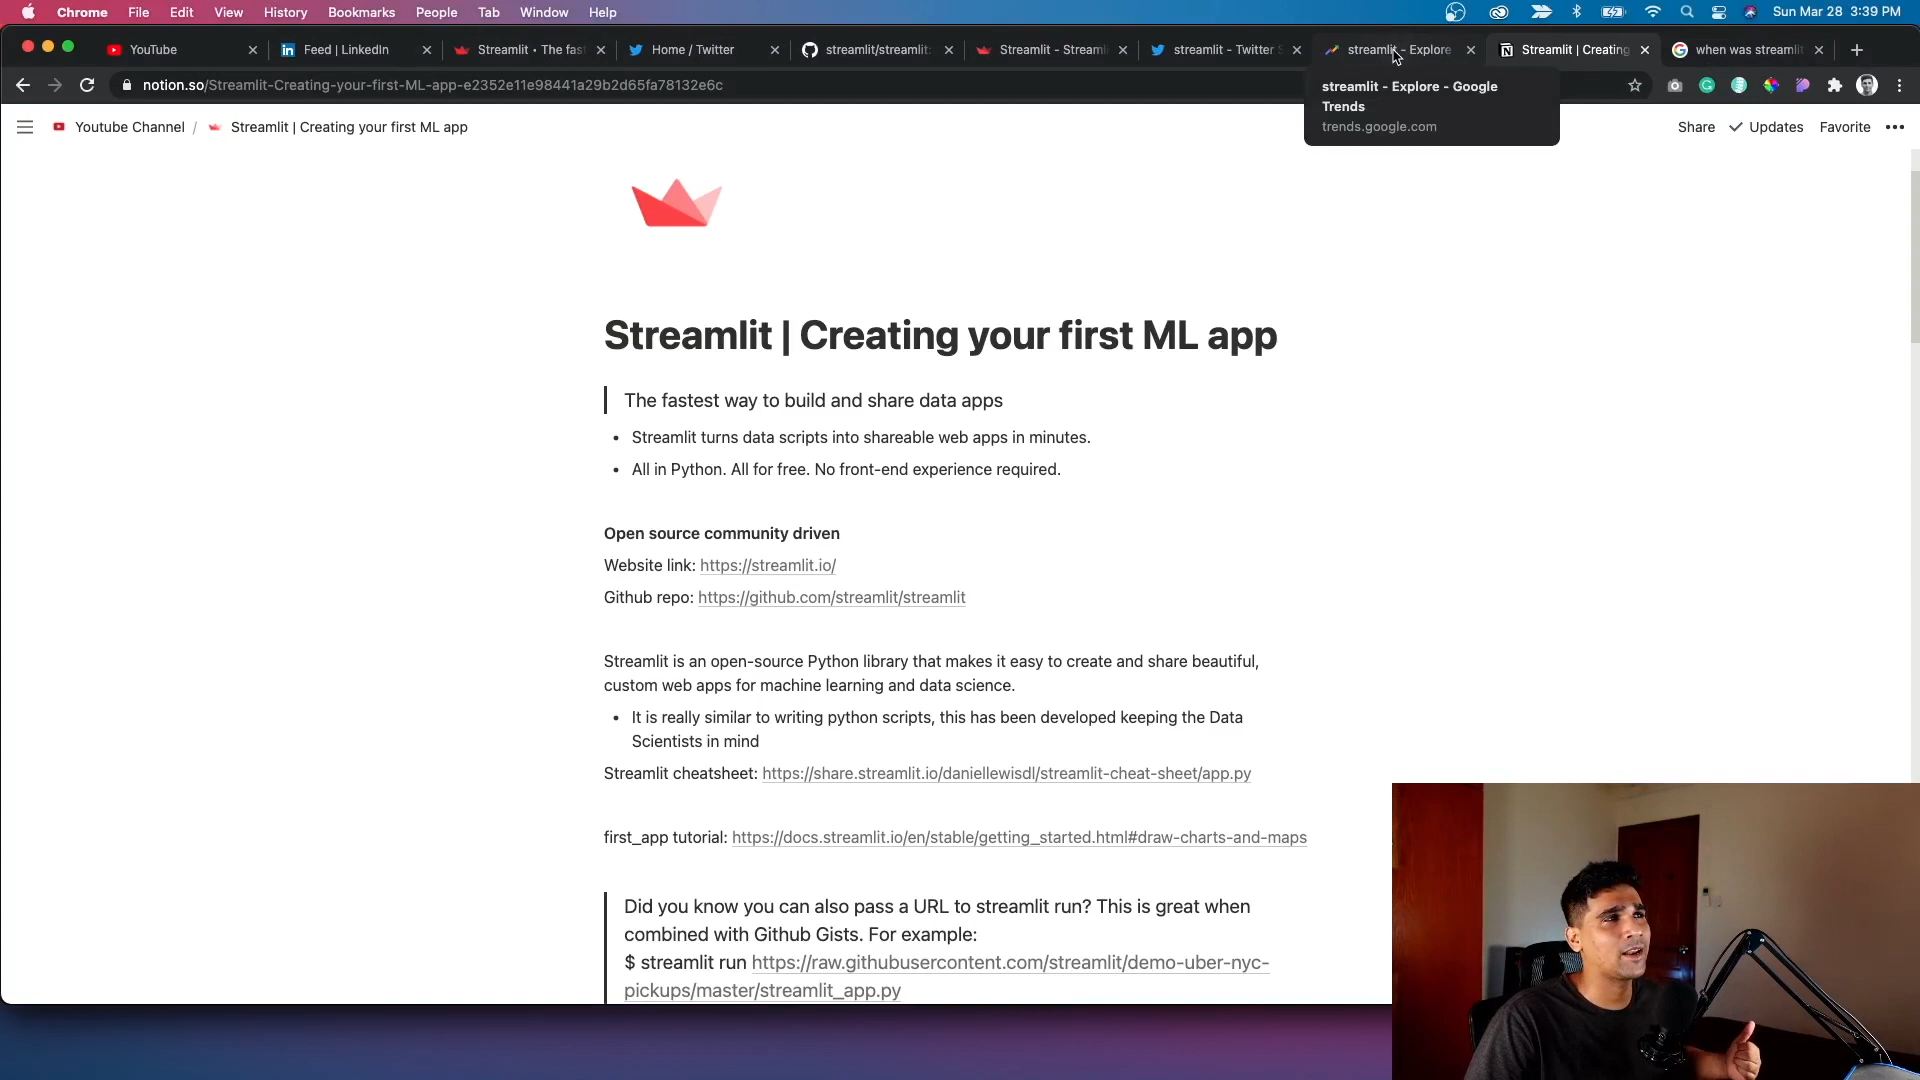 Chrome File Edit View History Bookmarks People Tab Window Help Sun Mar 28 3:39 PM
YouTube Feed | LinkedIn Streamlit • The fas Home / Twitter streamlit/streamlit: Streamlit - Streaml streamlit - Twitter S streamlit - Explore Streamlit | Creating when was streamlit
notion.so/Streamlit-Creating-your-first-ML-app-e2352e11e98441a29b2d65fa78132e6c
streamlit - Explore - Google
Trends
trends.google.com
Youtube Channel / Streamlit | Creating your first ML app Share Updates Favorite
Streamlit | Creating your first ML app
The fastest way to build and share data apps
• Streamlit turns data scripts into shareable web apps in minutes.
• All in Python. All for free. No front-end experience required.
Open source community driven
Website link: https://streamlit.io/
Github repo: https://github.com/streamlit/streamlit
Streamlit is an open-source Python library that makes it easy to create and share beautiful,
custom web apps for machine learning and data science.
• It is really similar to writing python scripts, this has been developed keeping the Data
Scientists in mind
Streamlit cheatsheet: https://share.streamlit.io/daniellewisdl/streamlit-cheat-sheet/app.py
first_app tutorial: https://docs.streamlit.io/en/stable/getting_started.html#draw-charts-and-maps
Did you know you can also pass a URL to streamlit run? This is great when
combined with Github Gists. For example:
$ streamlit run https://raw.githubusercontent.com/streamlit/demo-uber-nyc-
pickups/master/streamlit_app.py